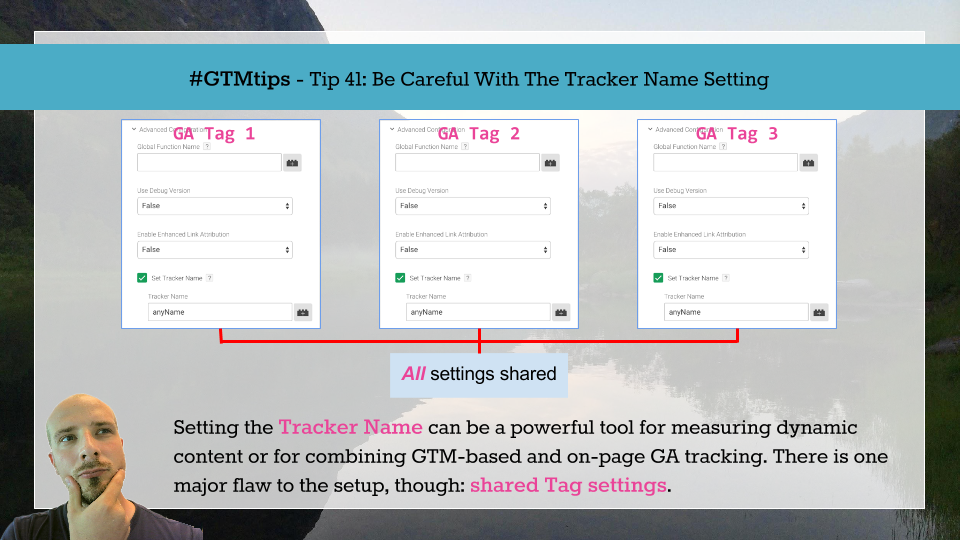 #GTMtips - Tip 41: Be Careful With The Tracker Name Setting
GA Tag 1
Advanced Configuration
Global Function Name ?
Use Debug Version
False
Enable Enhanced Link Attribution
False
Set Tracker Name ?
Tracker Name
anyName
GA Tag 2
Advanced Configuration
Global Function Name ?
Use Debug Version
False
Enable Enhanced Link Attribution
False
Set Tracker Name ?
Tracker Name
anyName
GA Tag 3
Advanced Configuration
Global Function Name ?
Use Debug Version
False
Enable Enhanced Link Attribution
False
Set Tracker Name ?
Tracker Name
anyName
All settings shared
Setting the Tracker Name can be a powerful tool for measuring dynamic
content or for combining GTM-based and on-page GA tracking. There is one
major flaw to the setup, though: shared Tag settings.